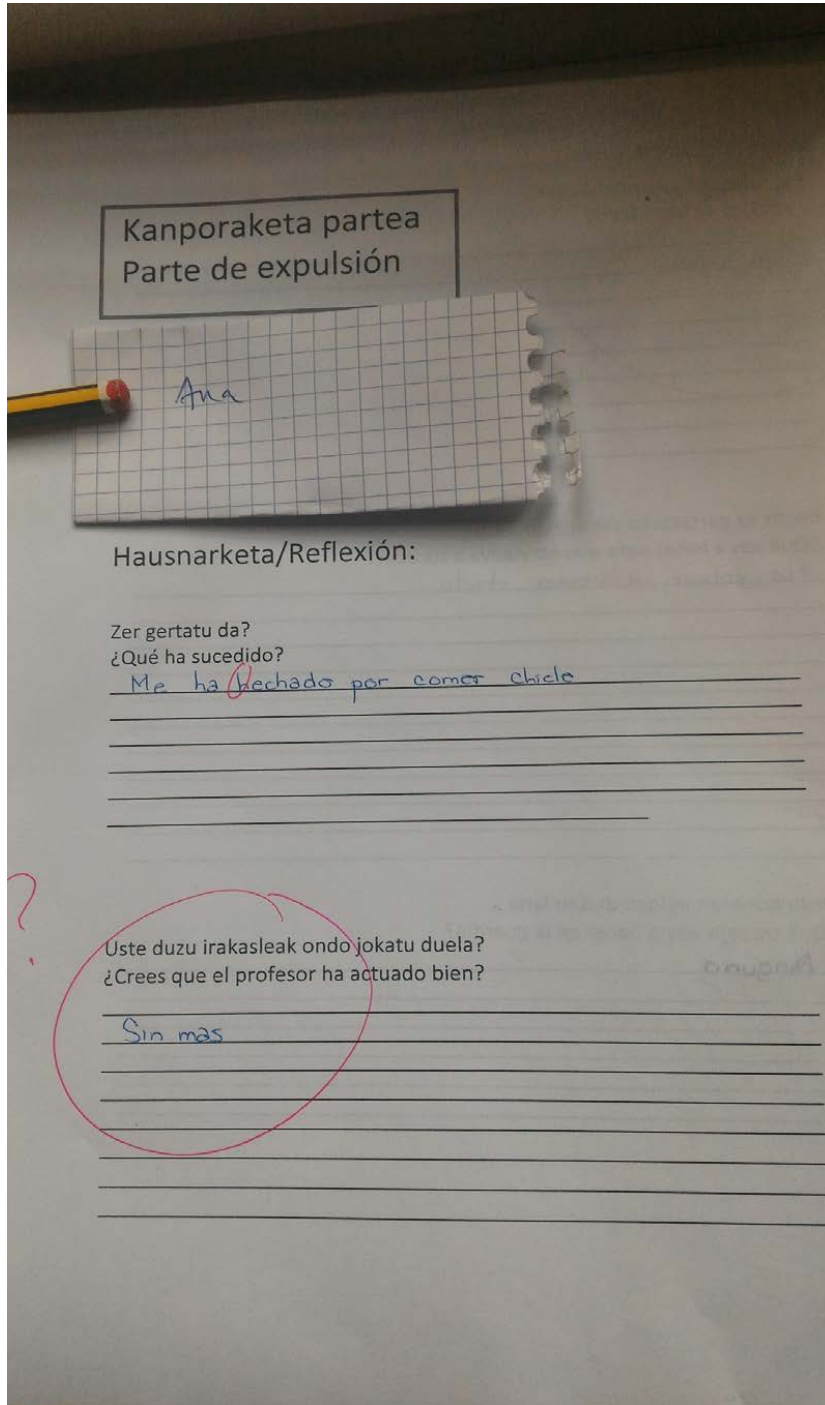 Kanporaketa partea
Parte de expulsión
Ana
Hausnarketa/Reflexión:
Zer gertatu da?
¿Qué ha sucedido?
Me ha hechado por comer chicle
?
Uste duzu irakasleak ondo jokatu duela?
¿Crees que el profesor ha actuado bien?
Sin mas